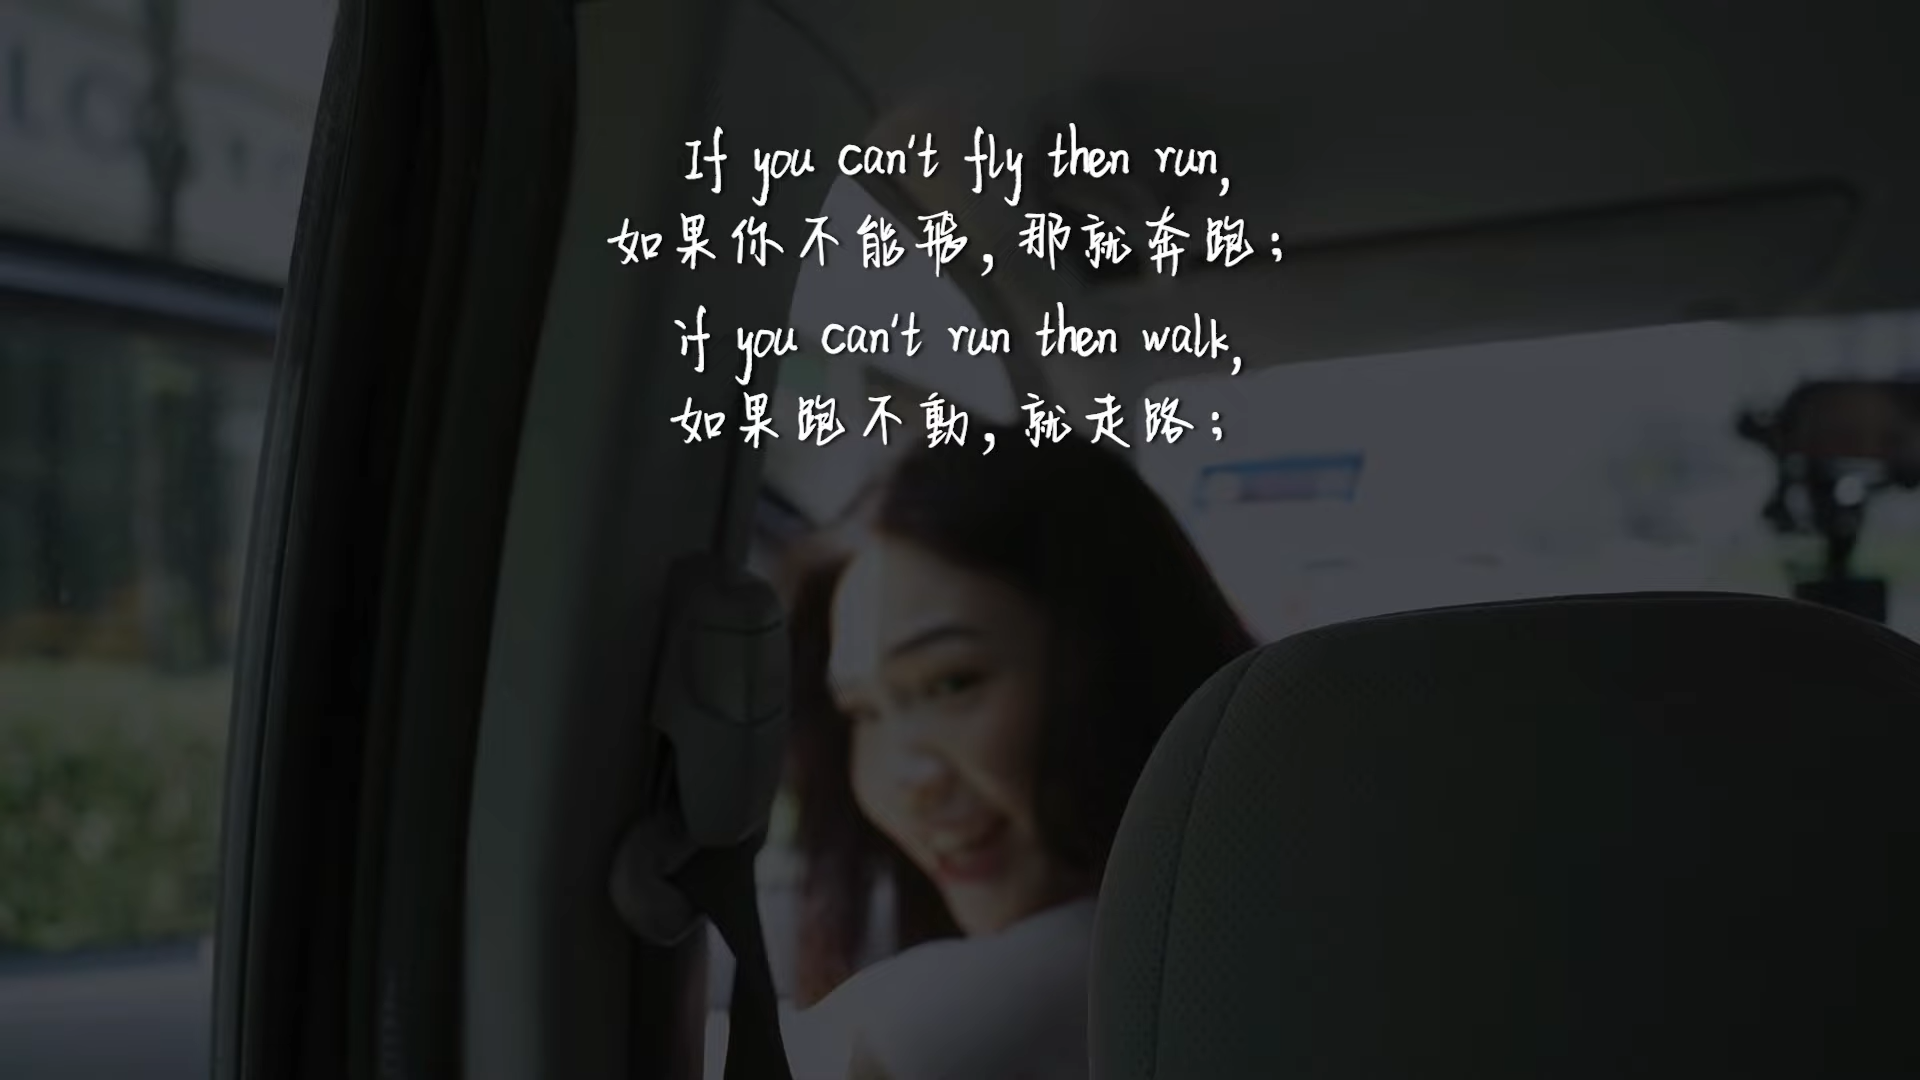 If you can't fly then run,
如果你不能飛，那就奔跑；
if you can't run then walk,
如果跑不動，就走路；